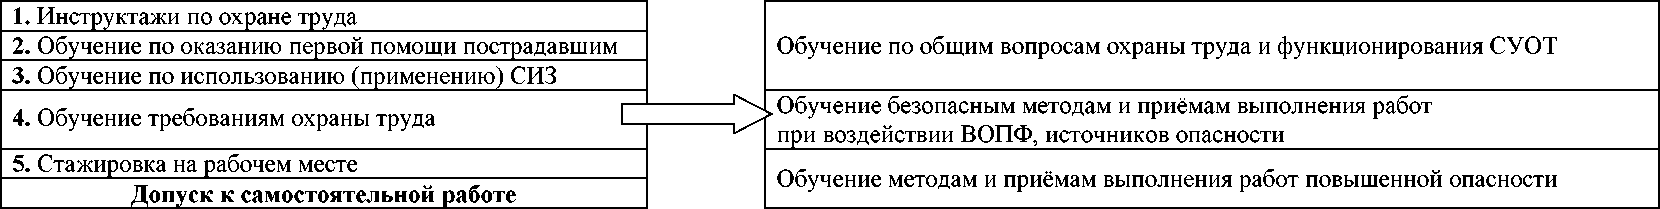 1. Инструктажи по охране труда
2. Обучение по оказанию первой помощи пострадавшим
3. Обучение по использованию (применению) СИЗ
4. Обучение требованиям охраны труда
5. Стажировка на рабочем месте
Допуск к самостоятельной работе
Обучение по общим вопросам охраны труда и функционирования СУОТ
Обучение безопасным методам и приёмам выполнения работ
при воздействии ВОПФ, источников опасности
Обучение методам и приёмам выполнения работ повышенной опасности